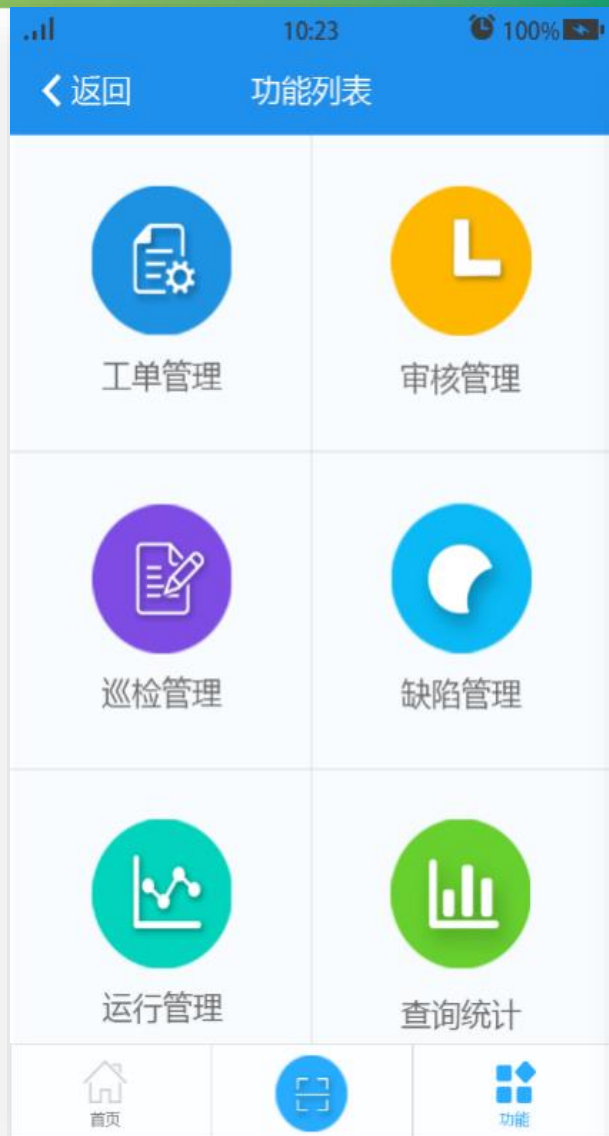 10:23 100%
返回 功能列表
工单管理 审核管理
巡检管理 缺陷管理
运行管理 查询统计
首页 功能